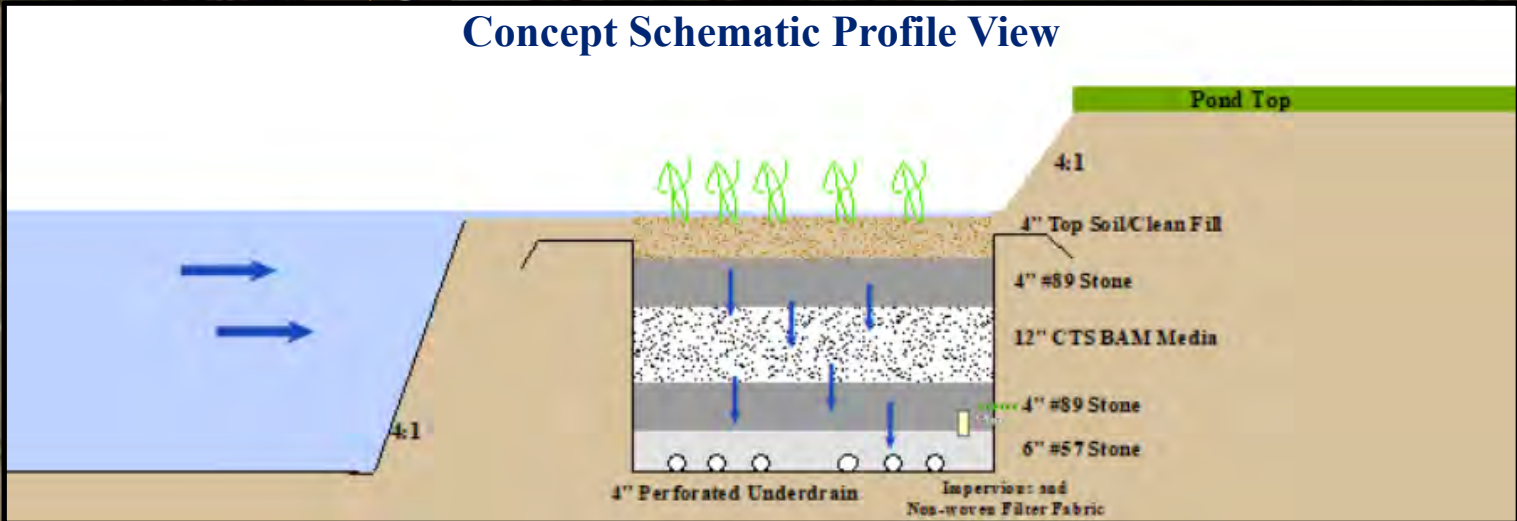 Concept Schematic Profile View
Pond Top
4:1
4" Top Soil/Clean Fill
4" #89 Stone
12" CTS BAM Media
4" #89 Stone
4:1
6" #57 Stone
4" Perforated Underdrain
Impervious and
Non-woven Filter Fabric